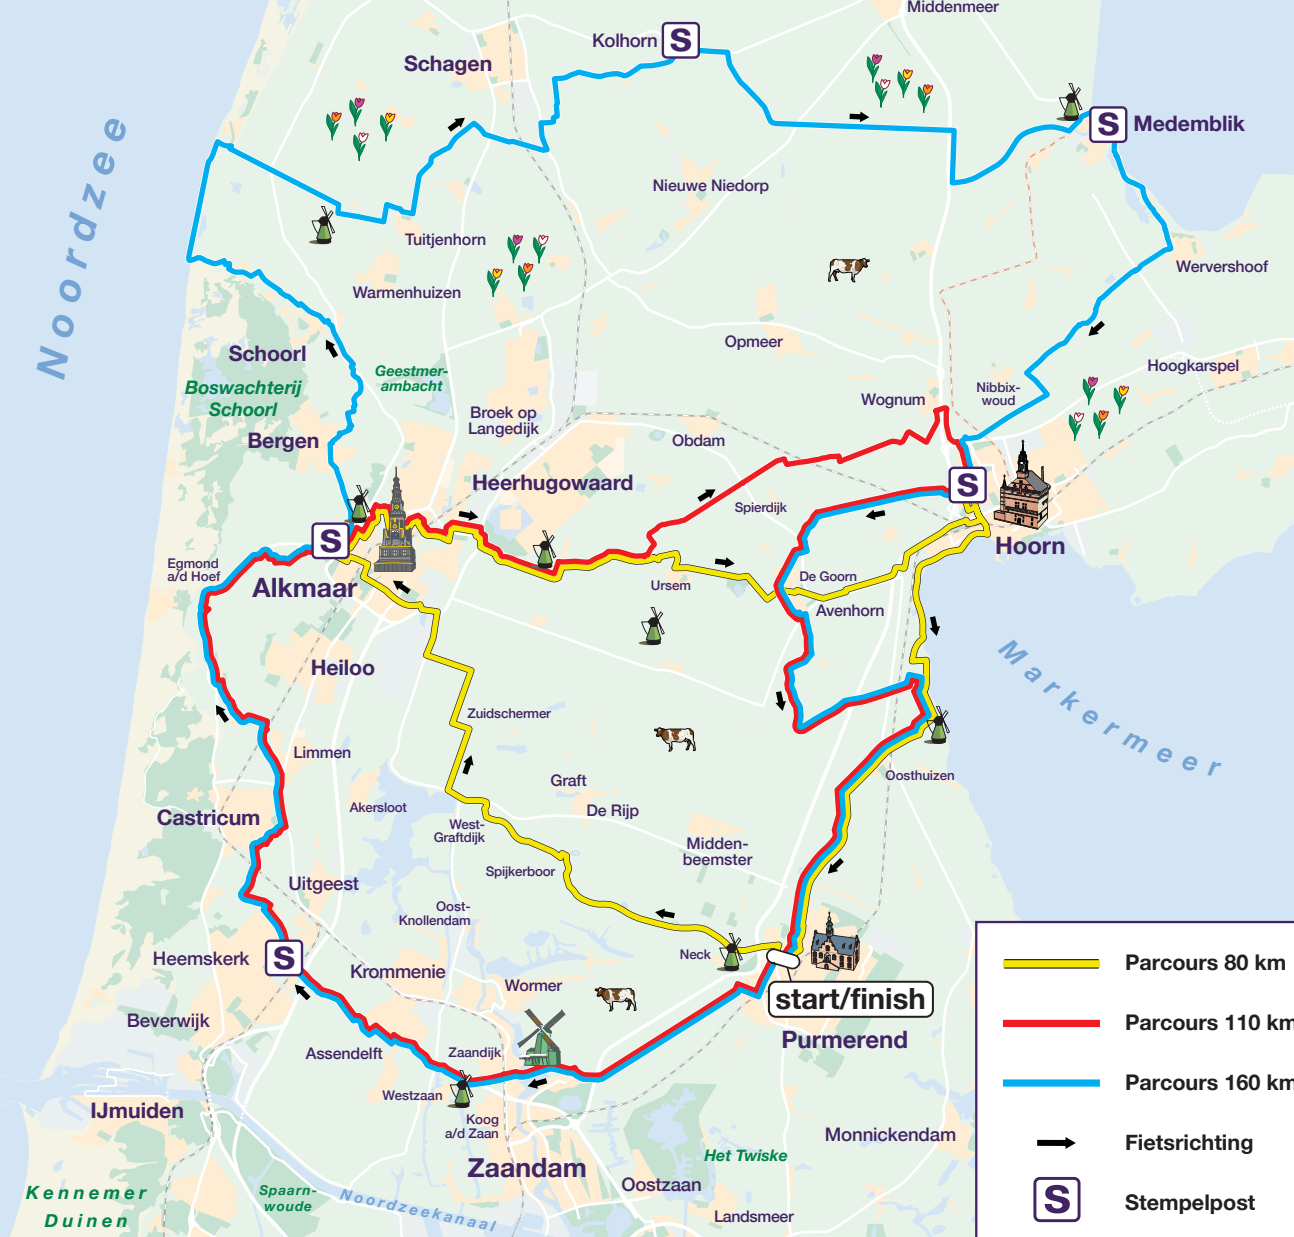 Middenmeer
Kolhorn
S
Schagen
S
Medemblik
Noordzee
Nieuwe Niedorp
Tuitjenhorn
Wervershoof
Warmenhuizen
Opmeer
Schoorl
Geestmer-
ambacht
Hoogkarspel
Boswachterij
Schoorl
Nibbix-
woud
Wognum
Broek op
Langedijk
Bergen
Obdam
Heerhugowaard
S
Spierdijk
S
Hoorn
Egmond
a/d Hoef
Alkmaar
Ursem
De Goorn
Avenhorn
Heiloo
Markermeer
Zuidschermer
Limmen
Oosthuizen
Graft
Akersloot
De Rijp
Castricum
West-
Graftdijk
Midden-
beemster
Spijkerboor
Uitgeest
Oost-
Knollendam
Heemskerk
S
Neck
Krommenie
Wormer
start/finish
Beverwijk
Purmerend
Assendelft
Zaandijk
Westzaan
IJmuiden
Koog
a/d Zaan
Monnickendam
Zaandam
Het Twiske
Oostzaan
Kennemer
Duinen
Spaarn-
woude
Noordzeekanaal
Landsmeer
Parcours 80 km
Parcours 110 km
Parcours 160 km
Fietsrichting
S
Stempelpost